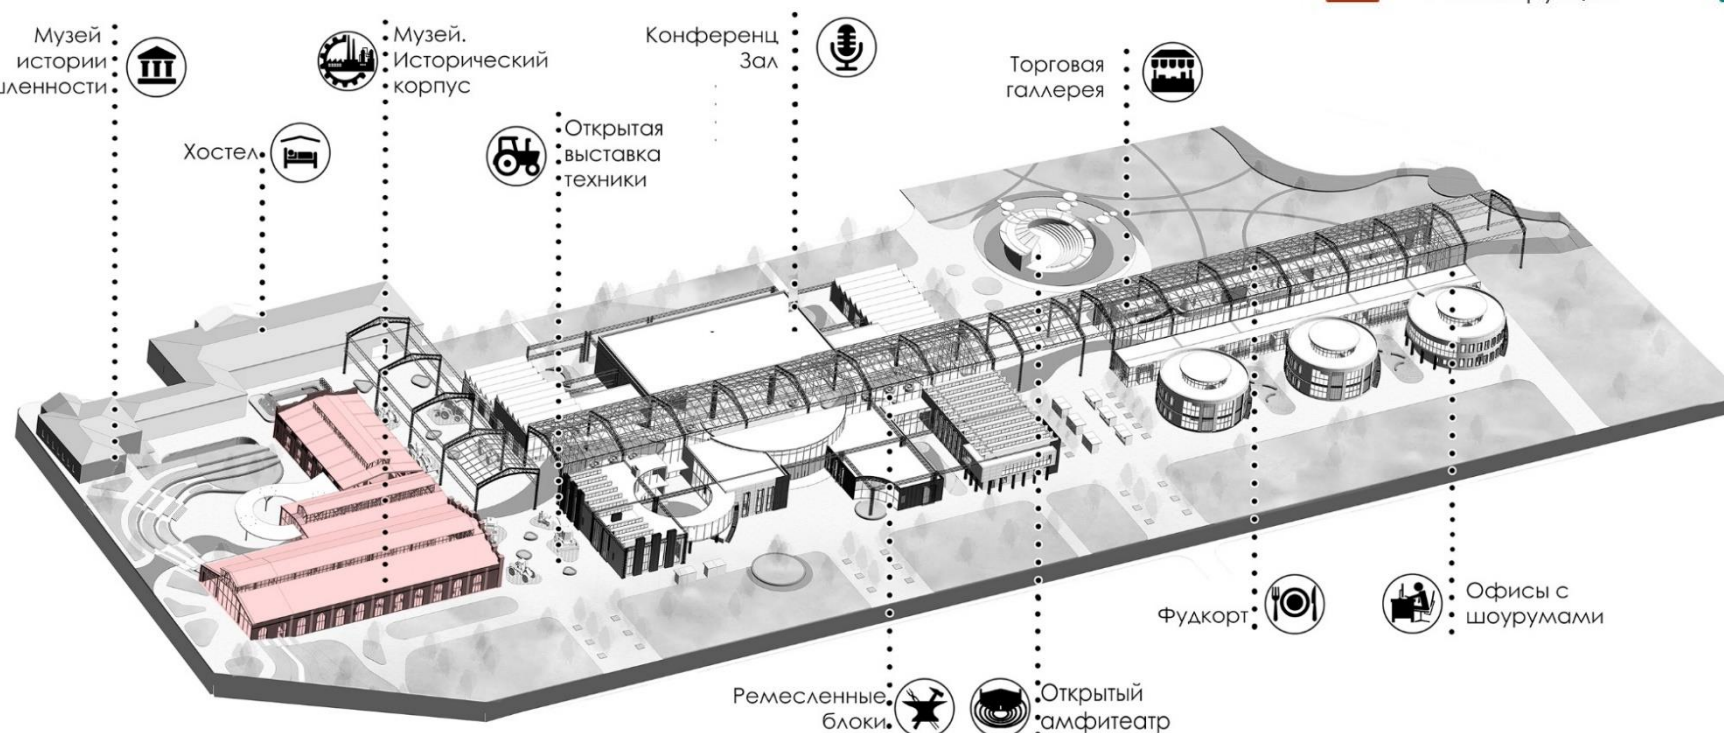 Музей
истории
Музей.
Исторический
корпус
Конференц
Зал
Торговая
галлерея
Хостел
Открытая
выставка
техники
Фудкорт
Офисы с
шоурумами
Ремесленные
блоки
Открытый
амфитеатр